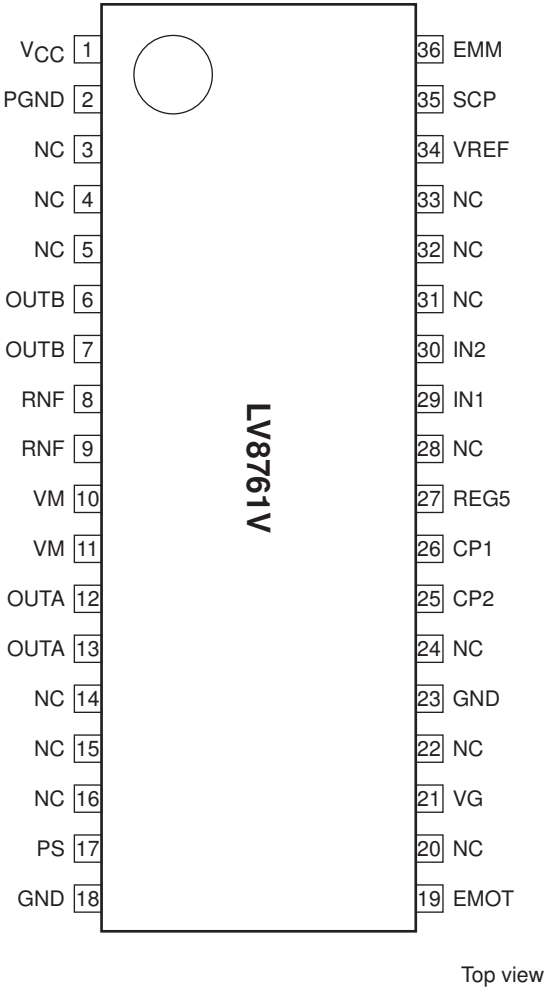 VCC 1
PGND 2
NC 3
NC 4
NC 5
OUTB 6
OUTB 7
RNF 8
RNF 9
VM 10
VM 11
OUTA 12
OUTA 13
NC 14
NC 15
NC 16
PS 17
GND 18
LV8761V
36 EMM
35 SCP
34 VREF
33 NC
32 NC
31 NC
30 IN2
29 IN1
28 NC
27 REG5
26 CP1
25 CP2
24 NC
23 GND
22 NC
21 VG
20 NC
19 EMOT
Top view